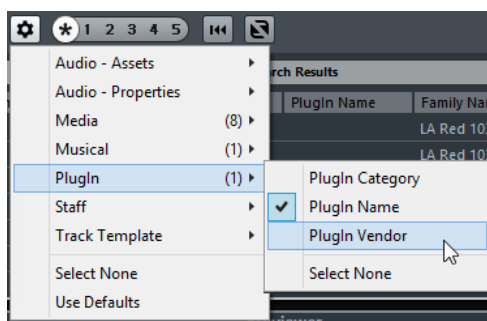 1 2 3 4 5
Audio - Assets
rch Results
Audio - Properties
PlugIn Name
Family Na
Media (8)
LA Red 10
Musical (1)
LA Red 10
PlugIn (1)
PlugIn Category
Staff
PlugIn Name
Track Template
PlugIn Vendor
Select None
Select None
Use Defaults